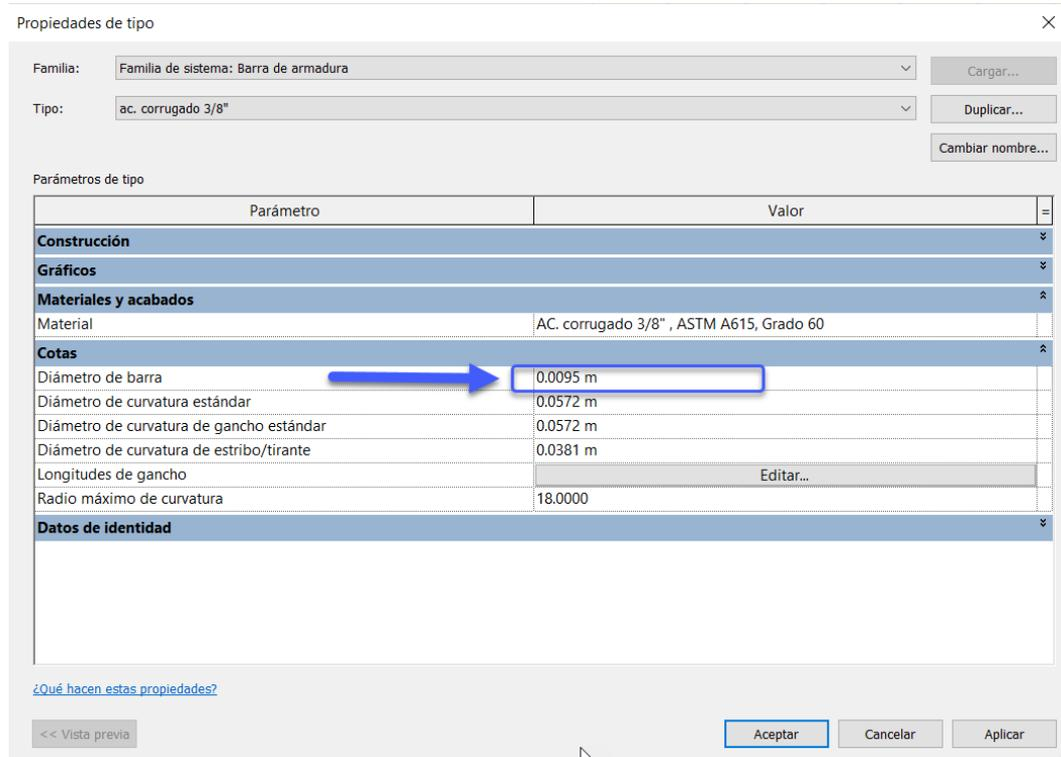 Propiedades de tipo
Familia: Familia de sistema: Barra de armadura Cargar...
Tipo: ac. corrugado 3/8" Duplicar...
Cambiar nombre...
Parámetros de tipo
Parámetro Valor =
Construcción
Gráficos
Materiales y acabados
Material AC. corrugado 3/8" , ASTM A615, Grado 60
Cotas
Diámetro de barra 0.0095 m
Diámetro de curvatura estándar 0.0572 m
Diámetro de curvatura de gancho estándar 0.0572 m
Diámetro de curvatura de estribo/tirante 0.0381 m
Longitudes de gancho Editar...
Radio máximo de curvatura 18.0000
Datos de identidad
¿Qué hacen estas propiedades?
<< Vista previa Aceptar Cancelar Aplicar